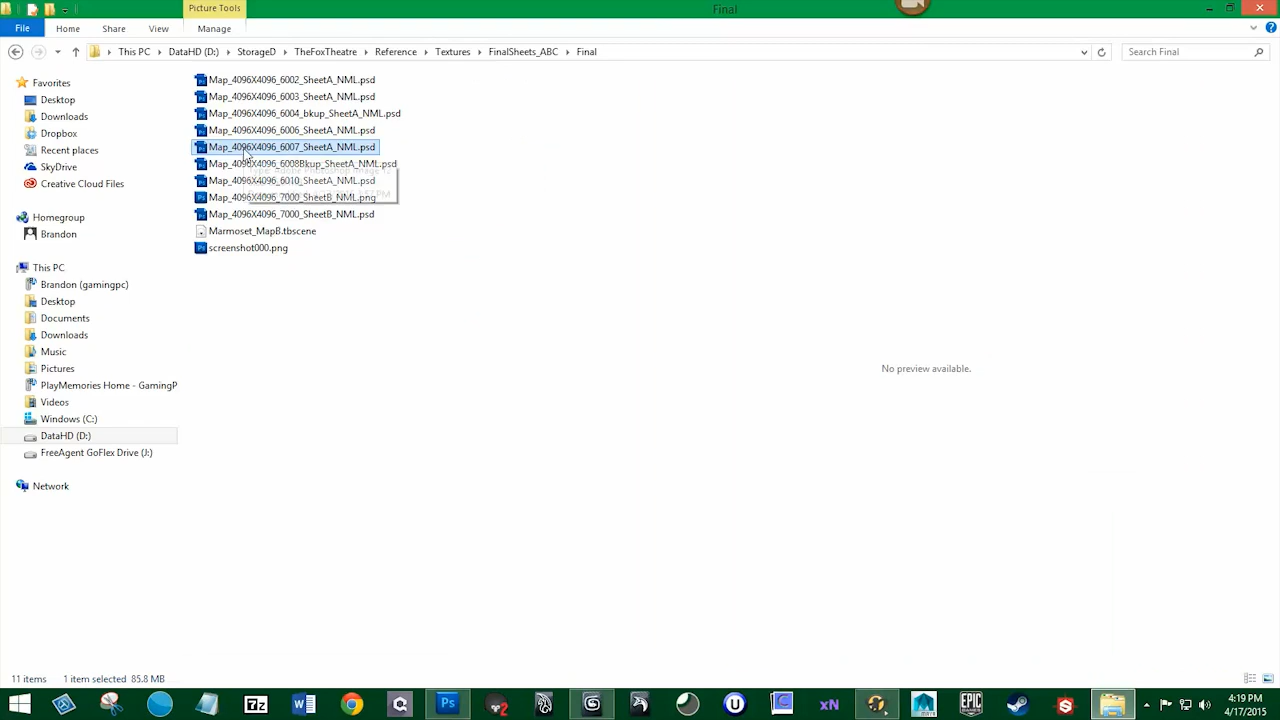 Picture Tools
Final
File
Home
Share
View
Manage
This PC
DataHD (D:)
StorageD
TheFoxTheatre
Reference
Textures
FinalSheets_ABC
Final
Search Final
Favorites
Desktop
Downloads
Dropbox
Recent places
SkyDrive
Creative Cloud Files
Homegroup
Brandon
This PC
Brandon (gamingpc)
Desktop
Documents
Downloads
Music
Pictures
PlayMemories Home - GamingP
Videos
Windows (C:)
DataHD (D:)
FreeAgent GoFlex Drive (J:)
Network
Map_4096X4096_6002_SheetA_NML.psd
Map_4096X4096_6003_SheetA_NML.psd
Map_4096X4096_6004_bkup_SheetA_NML.psd
Map_4096X4096_6006_SheetA_NML.psd
Map_4096X4096_6007_SheetA_NML.psd
Map_4096X4096_6008Bkup_SheetA_NML.psd
Map_4096X4096_6010_SheetA_NML.psd
Map_4096X4096_7000_SheetB_NML.png
Map_4096X4096_7000_SheetB_NML.psd
Marmoset_MapB.tbscene
screenshot000.png
No preview available.
11 items
1 item selected 85.8 MB
4:19 PM
4/17/2015